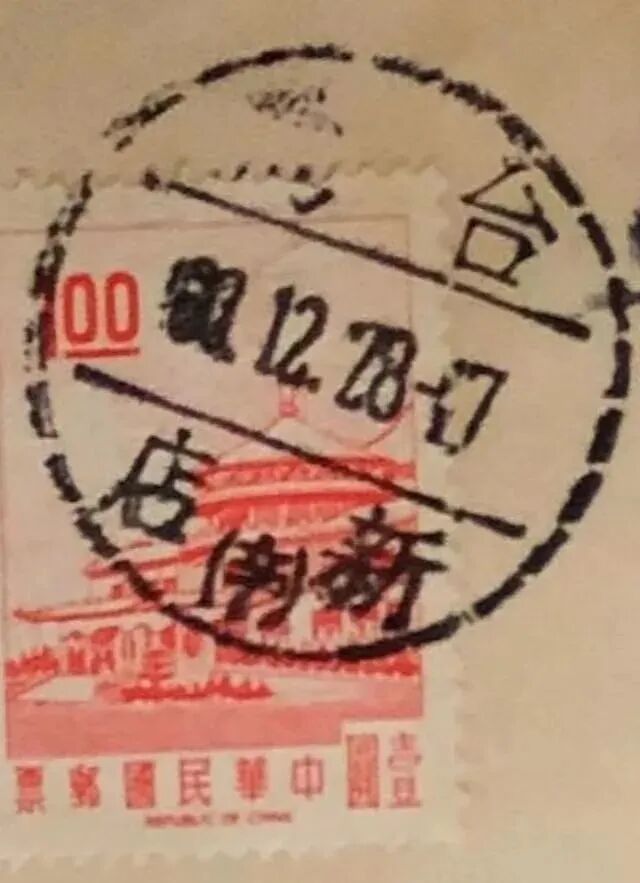 台
12.28-17
新店
1.00
中華民國郵票 壹圓
REPUBLIC OF CHINA